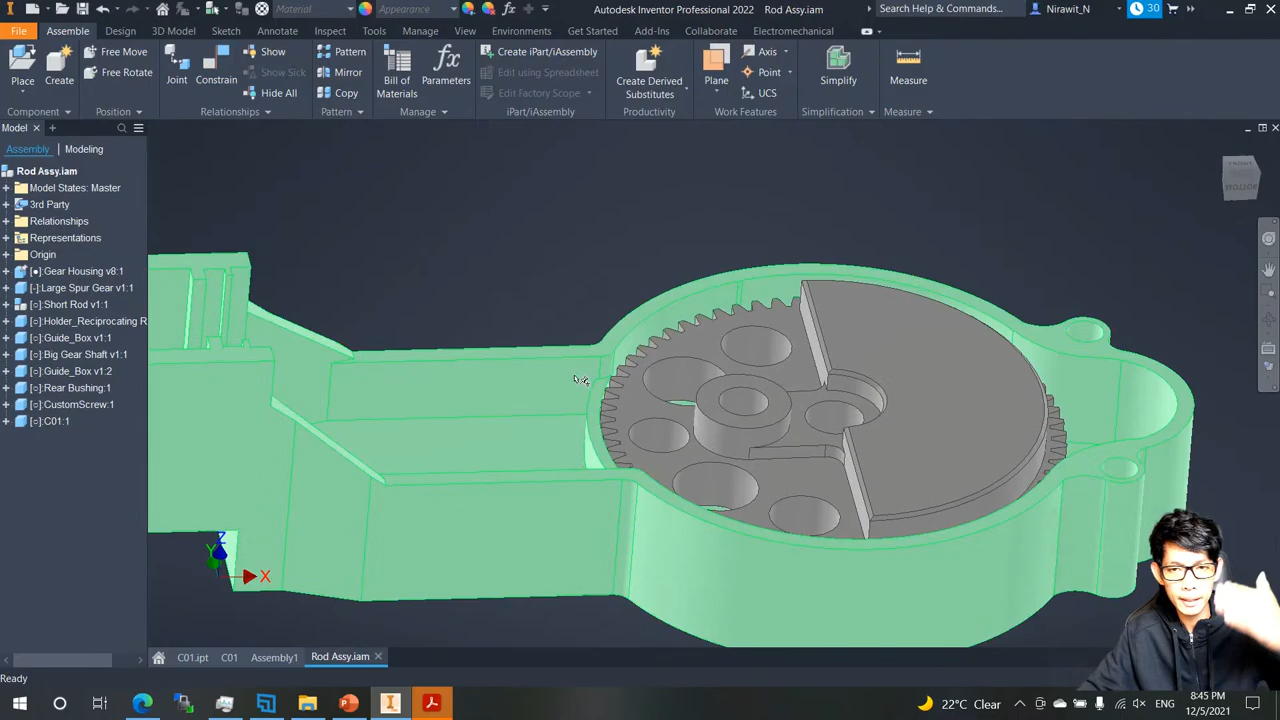 Material
Appearance
Autodesk Inventor Professional 2022 Rod Assy.iam
Search Help & Commands...
Nirawit_N
30
File
Assemble
Design
3D Model
Sketch
Annotate
Inspect
Tools
Manage
View
Environments
Get Started
Add-Ins
Collaborate
Electromechanical
Place
Create
Free Move
Free Rotate
Joint
Constrain
Show
Show Sick
Hide All
Pattern
Mirror
Copy
Bill of Materials
Parameters
Create iPart/iAssembly
Edit using Spreadsheet
Edit Factory Scope
Create Derived Substitutes
Plane
Axis
Point
UCS
Simplify
Measure
Component
Position
Relationships
Pattern
Manage
iPart/iAssembly
Productivity
Work Features
Simplification
Measure
Model
Assembly
Modeling
Rod Assy.iam
Model States: Master
3rd Party
Relationships
Representations
Origin
[●]:Gear Housing v8:1
[-]:Large Spur Gear v1:1
[○]:Short Rod v1:1
[○]:Holder_Reciprocating R
[○]:Guide_Box v1:1
[○]:Big Gear Shaft v1:1
[○]:Guide_Box v1:2
[○]:Rear Bushing:1
[○]:CustomScrew:1
[○]:C01:1
FRONT
BOTTOM
Z
Y
X
C01.ipt
C01
Assembly1
Rod Assy.iam
Ready
22°C Clear
ENG
8:45 PM
12/5/2021